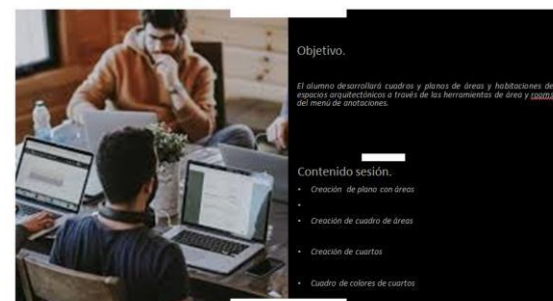 Objetivo.
El alumno desarrollará cuadros y planos de áreas y habitaciones de
espacios arquitectónicos a través de las herramientas de área y rooms
del menú de anotaciones.
Contenido sesión.
• Creación de plano con áreas
•
• Creación de cuadro de áreas
• Creación de cuartos
• Cuadro de colores de cuartos